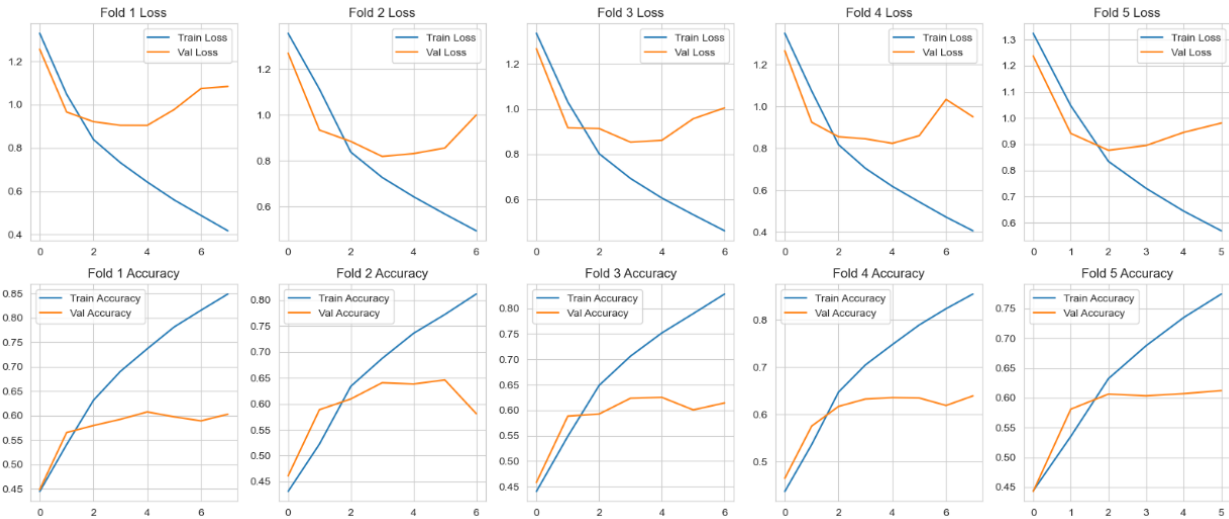 Fold 1 Loss
Train Loss
Val Loss
1.2
1.0
0.8
0.6
0.4
0 2 4 6
Fold 2 Loss
Train Loss
Val Loss
1.2
1.0
0.8
0.6
0 2 4 6
Fold 3 Loss
Train Loss
Val Loss
1.2
1.0
0.8
0.6
0 2 4 6
Fold 4 Loss
Train Loss
Val Loss
1.2
1.0
0.8
0.6
0.4
0 2 4 6
Fold 5 Loss
Train Loss
Val Loss
1.3
1.2
1.1
1.0
0.9
0.8
0.7
0.6
0 1 2 3 4 5
Fold 1 Accuracy
Train Accuracy
Val Accuracy
0.85
0.80
0.75
0.70
0.65
0.60
0.55
0.50
0.45
0 2 4 6
Fold 2 Accuracy
Train Accuracy
Val Accuracy
0.80
0.75
0.70
0.65
0.60
0.55
0.50
0.45
0 2 4 6
Fold 3 Accuracy
Train Accuracy
Val Accuracy
0.80
0.75
0.70
0.65
0.60
0.55
0.50
0.45
0 2 4 6
Fold 4 Accuracy
Train Accuracy
Val Accuracy
0.8
0.7
0.6
0.5
0 2 4 6
Fold 5 Accuracy
Train Accuracy
Val Accuracy
0.75
0.70
0.65
0.60
0.55
0.50
0.45
0 1 2 3 4 5